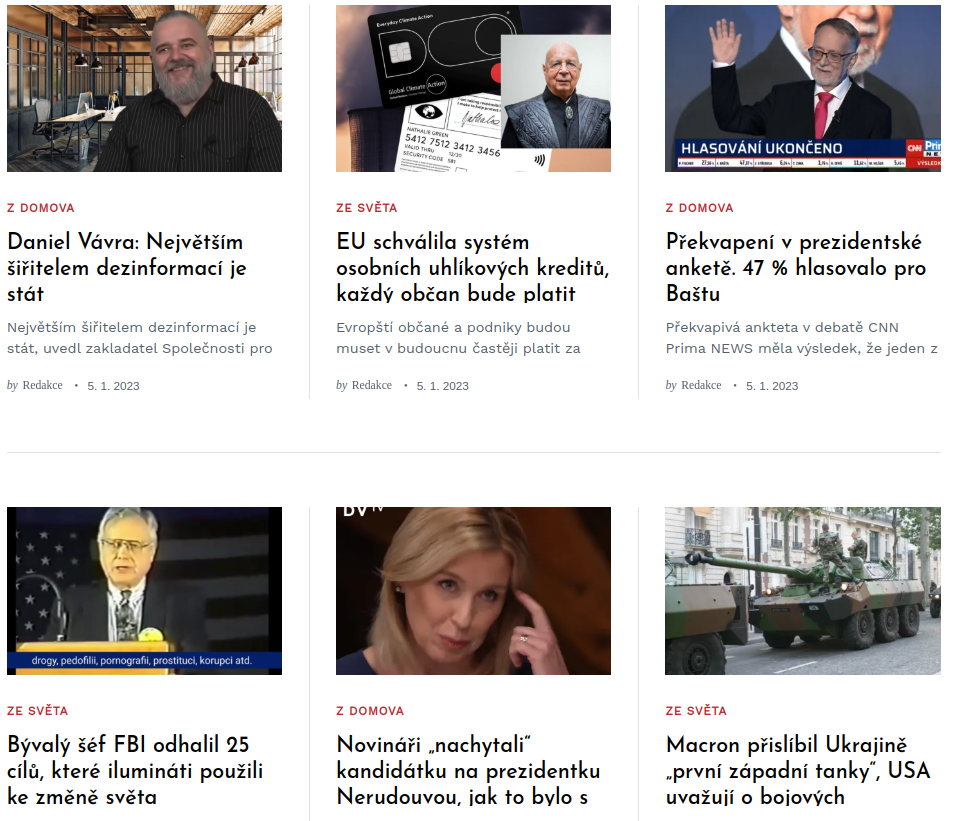 Everyday Climate Action
Global Climate Action
NATHALIE GREEN
5412 7512 3412 3456
VALID THRU 12/20
SECURITY CODE 581
HLASOVÁNÍ UKONČENO
CNN Prim
NE
VÝSLEDK
Z DOMOVA
Daniel Vávra: Největším
šiřitelem dezinformací je
stát
Největším šiřitelem dezinformací je
stát, uvedl zakladatel Společnosti pro
by Redakce • 5. 1. 2023
ZE SVĚTA
EU schválila systém
osobních uhlíkových kreditů,
každý občan bude platit
Evropští občané a podniky budou
muset v budoucnu častěji platit za
by Redakce • 5. 1. 2023
Z DOMOVA
Překvapení v prezidentské
anketě. 47 % hlasovalo pro
Baštu
Překvapivá ankteta v debatě CNN
Prima NEWS měla výsledek, že jeden z
by Redakce • 5. 1. 2023
drogy, pedofilii, pornografii, prostituci, korupci atd.
DVTV
ZE SVĚTA
Bývalý šéf FBI odhalil 25
cílů, které ilumináti použili
ke změně světa
Z DOMOVA
Novináři „nachytali“
kandidátku na prezidentku
Nerudouvou, jak to bylo s
ZE SVĚTA
Macron přislíbil Ukrajině
„první západní tanky“, USA
uvažují o bojových